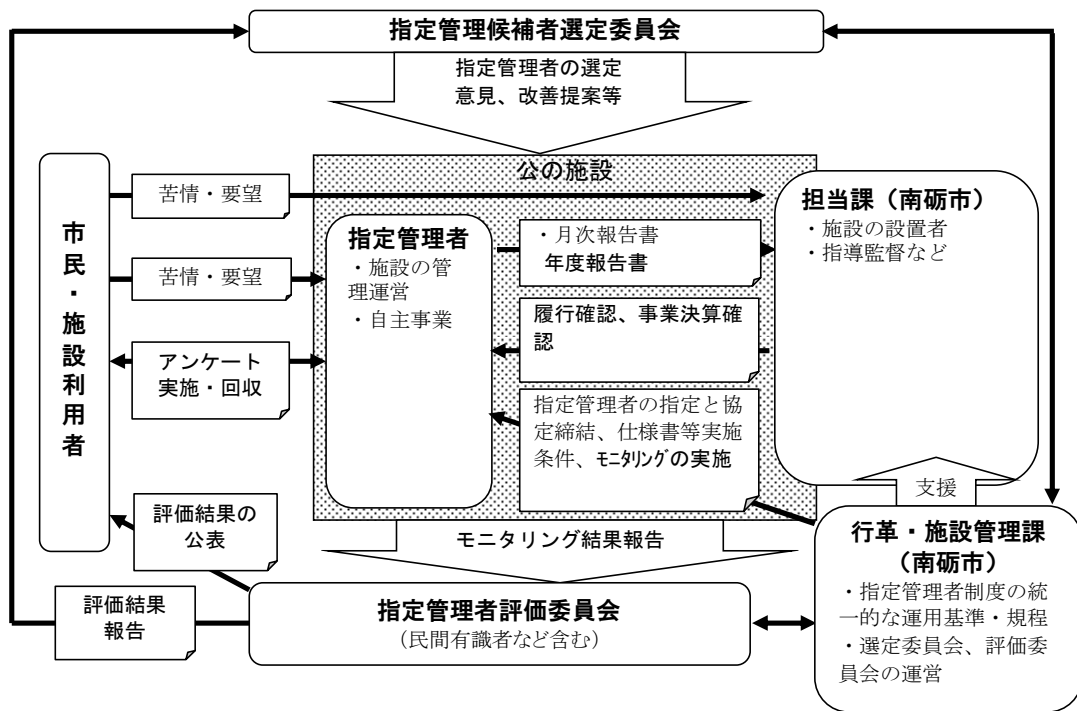 指定管理候補者選定委員会
指定管理者の選定
意見、改善提案等
公の施設
市民・施設利用者
苦情・要望
苦情・要望
アンケート
実施・回収
評価結果の
公表
評価結果
報告
指定管理者
・施設の管
理運営
・自主事業
・月次報告書
年度報告書
履行確認、事業決算確
認
指定管理者の指定と協
定締結、仕様書等実施
条件、ﾓﾆﾀﾘﾝｸﾞの実施
担当課（南砺市）
・施設の設置者
・指導監督など
支援
モニタリング結果報告
指定管理者評価委員会
（民間有識者など含む）
行革・施設管理課
（南砺市）
・指定管理者制度の統
一的な運用基準・規程
・選定委員会、評価委
員会の運営